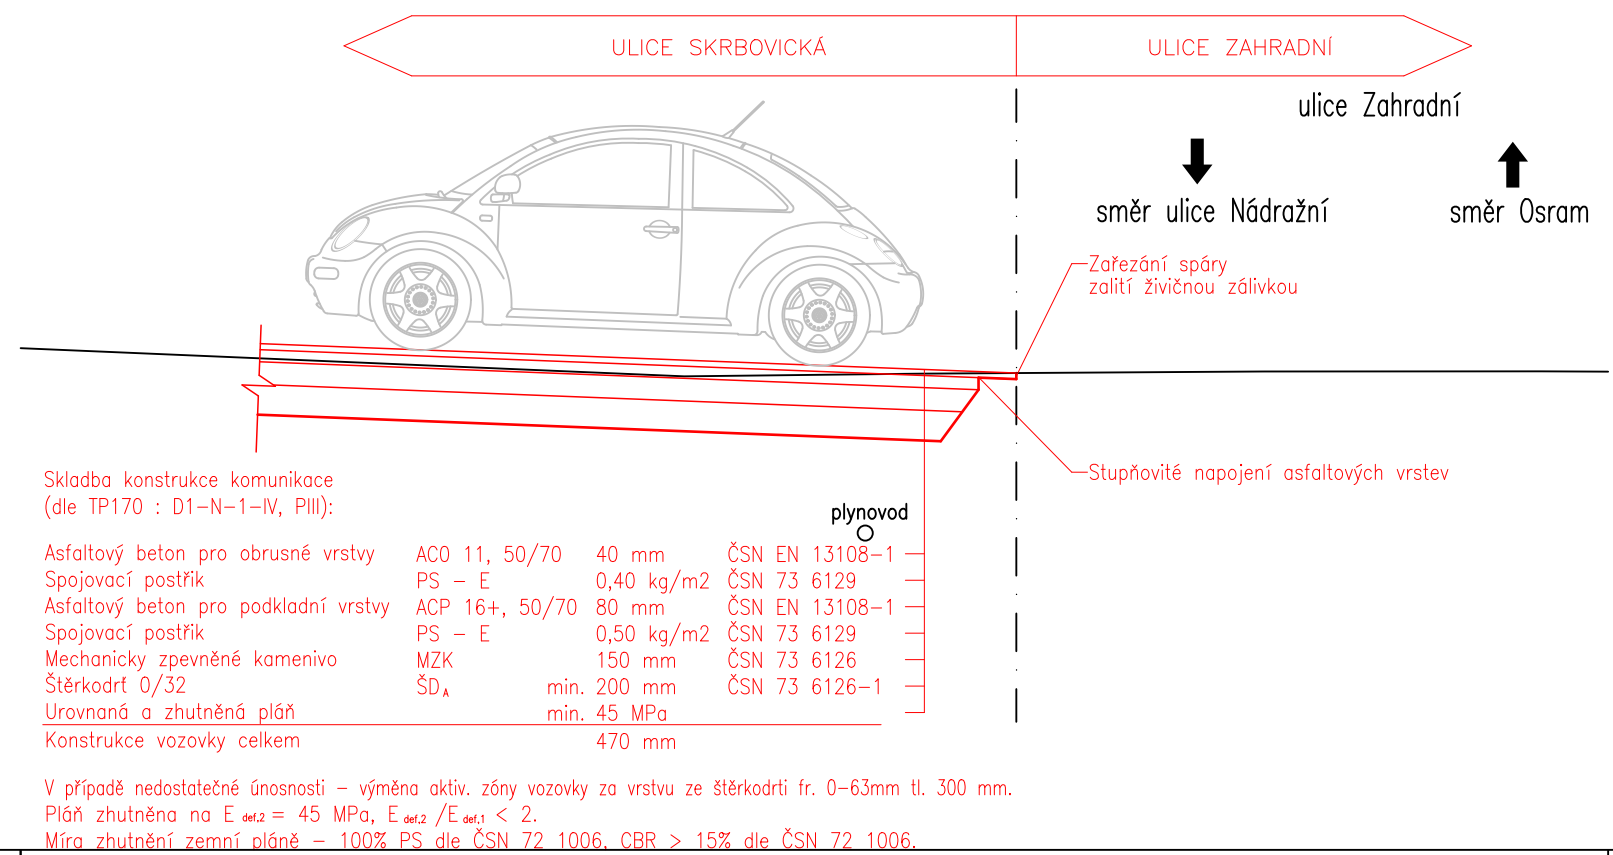 ULICE SKRBOVICKÁ ULICE ZAHRADNÍ
ulice Zahradní
směr ulice Nádražní směr Osram
Zařezání spáry
zalití živičnou zálivkou
Stupňovité napojení asfaltových vrstev
Skladba konstrukce komunikace
(dle TP170 : D1-N-1-IV, PIII):
plynovod
Asfaltový beton pro obrusné vrstvy ACO 11, 50/70 40 mm ČSN EN 13108-1
Spojovací postřik PS - E 0,40 kg/m2 ČSN 73 6129
Asfaltový beton pro podkladní vrstvy ACP 16+, 50/70 80 mm ČSN EN 13108-1
Spojovací postřik PS - E 0,50 kg/m2 ČSN 73 6129
Mechanicky zpevněné kamenivo MZK 150 mm ČSN 73 6126
Štěrkodrť 0/32 ŠDA min. 200 mm ČSN 73 6126-1
Urovnaná a zhutněná pláň min. 45 MPa
Konstrukce vozovky celkem 470 mm
V případě nedostatečné únosnosti - výměna aktiv. zóny vozovky za vrstvu ze štěrkodrti fr. 0-63mm tl. 300 mm.
Pláň zhutněna na E def,2 = 45 MPa, E def,2 /E def,1 < 2.
Míra zhutnění zemní pláně - 100% PS dle ČSN 72 1006, CBR > 15% dle ČSN 72 1006.